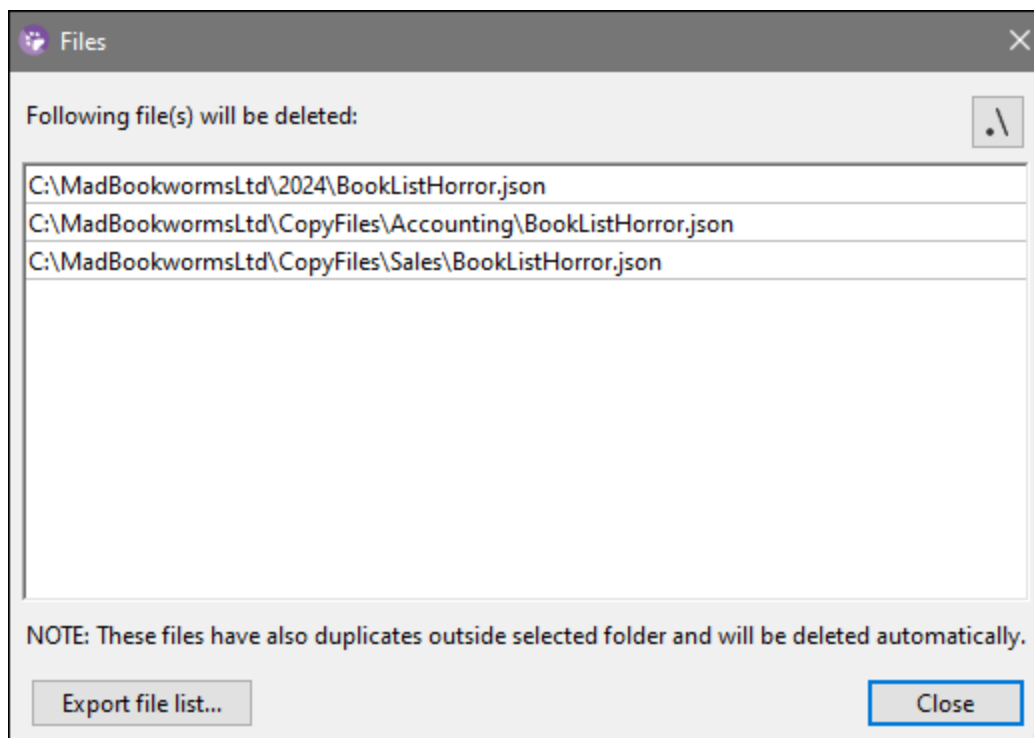 Files
Following file(s) will be deleted:
.\
C:\MadBookwormsLtd\2024\BookListHorror.json
C:\MadBookwormsLtd\CopyFiles\Accounting\BookListHorror.json
C:\MadBookwormsLtd\CopyFiles\Sales\BookListHorror.json
NOTE: These files have also duplicates outside selected folder and will be deleted automatically.
Export file list...
Close